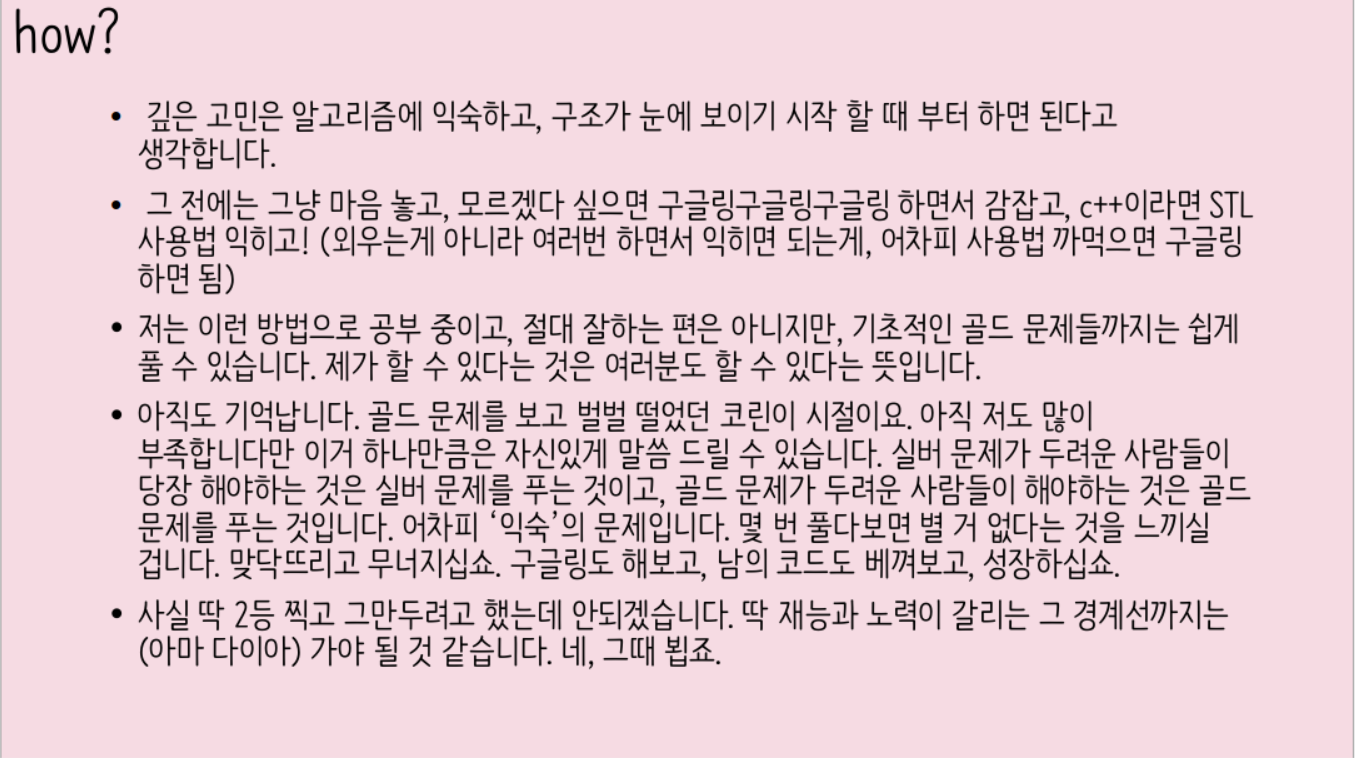 how?
• 깊은 고민은 알고리즘에 익숙하고, 구조가 눈에 보이기 시작 할 때 부터 하면 된다고
생각합니다.
• 그 전에는 그냥 마음 놓고, 모르겠다 싶으면 구글링구글링구글링 하면서 감잡고, c++이라면 STL
사용법 익히고! (외우는게 아니라 여러번 하면서 익히면 되는게, 어차피 사용법 까먹으면 구글링
하면 됨)
• 저는 이런 방법으로 공부 중이고, 절대 잘하는 편은 아니지만, 기초적인 골드 문제들까지는 쉽게
풀 수 있습니다. 제가 할 수 있다는 것은 여러분도 할 수 있다는 뜻입니다.
• 아직도 기억납니다. 골드 문제를 보고 벌벌 떨었던 코린이 시절이요. 아직 저도 많이
부족합니다만 이거 하나만큼은 자신있게 말씀 드릴 수 있습니다. 실버 문제가 두려운 사람들이
당장 해야하는 것은 실버 문제를 푸는 것이고, 골드 문제가 두려운 사람들이 해야하는 것은 골드
문제를 푸는 것입니다. 어차피 ‘익숙’의 문제입니다. 몇 번 풀다보면 별 거 없다는 것을 느끼실
겁니다. 맞닥뜨리고 무너지십쇼. 구글링도 해보고, 남의 코드도 베껴보고, 성장하십쇼.
• 사실 딱 2등 찍고 그만두려고 했는데 안되겠습니다. 딱 재능과 노력이 갈리는 그 경계선까지는
(아마 다이아) 가야 될 것 같습니다. 네, 그때 뵙죠.